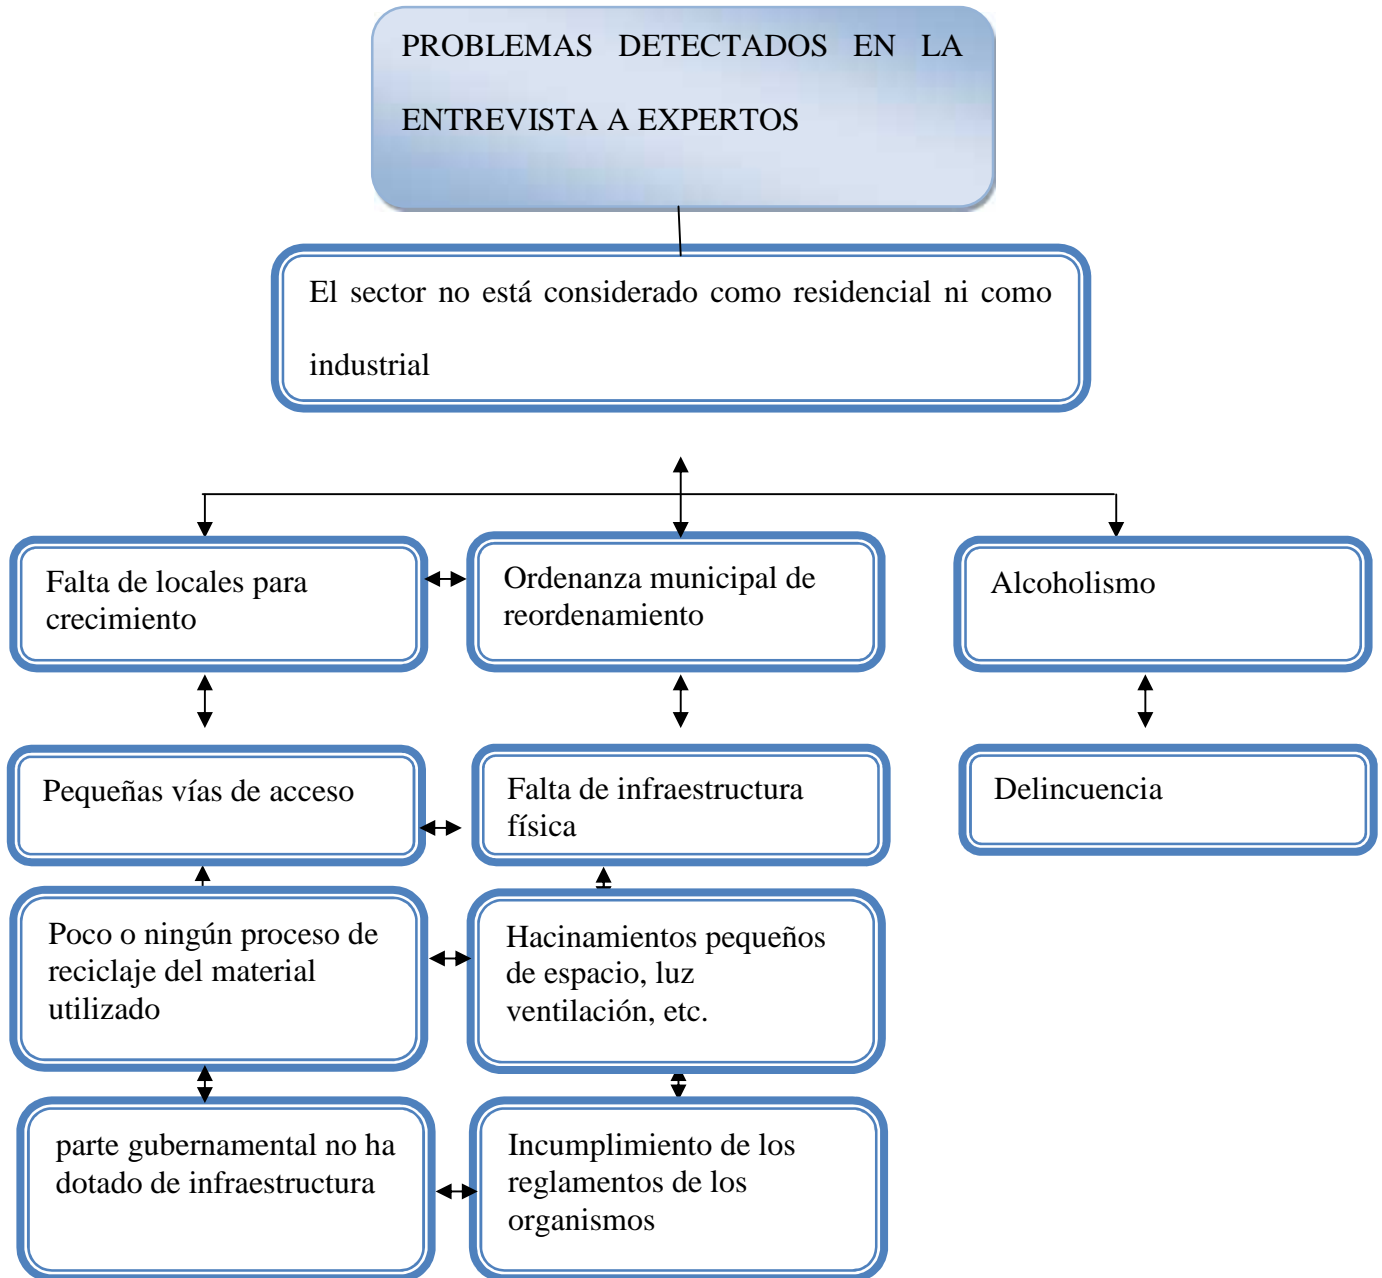 PROBLEMAS DETECTADOS EN LA
ENTREVISTA A EXPERTOS
El sector no está considerado como residencial ni como
industrial
Falta de locales para
crecimiento
Ordenanza municipal de
reordenamiento
Alcoholismo
Pequeñas vías de acceso
Falta de infraestructura
física
Delincuencia
Poco o ningún proceso de
reciclaje del material
utilizado
Hacinamientos pequeños
de espacio, luz
ventilación, etc.
parte gubernamental no ha
dotado de infraestructura
Incumplimiento de los
reglamentos de los
organismos